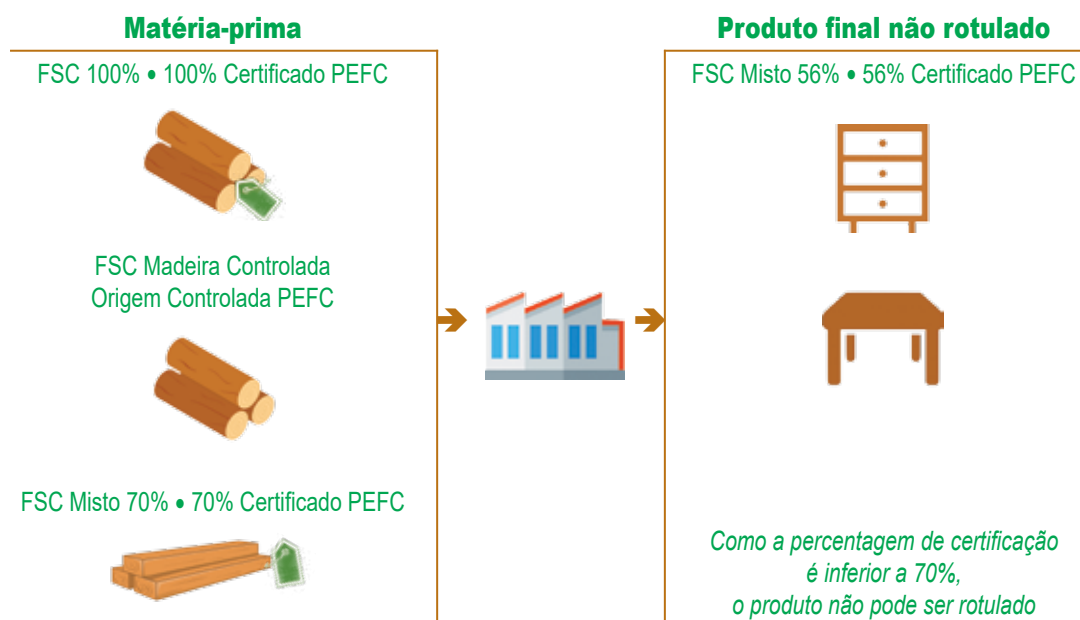 Matéria-prima
FSC 100% • 100% Certificado PEFC
FSC Madeira Controlada
Origem Controlada PEFC
FSC Misto 70% • 70% Certificado PEFC
Produto final não rotulado
FSC Misto 56% • 56% Certificado PEFC
Como a percentagem de certificação
é inferior a 70%,
o produto não pode ser rotulado